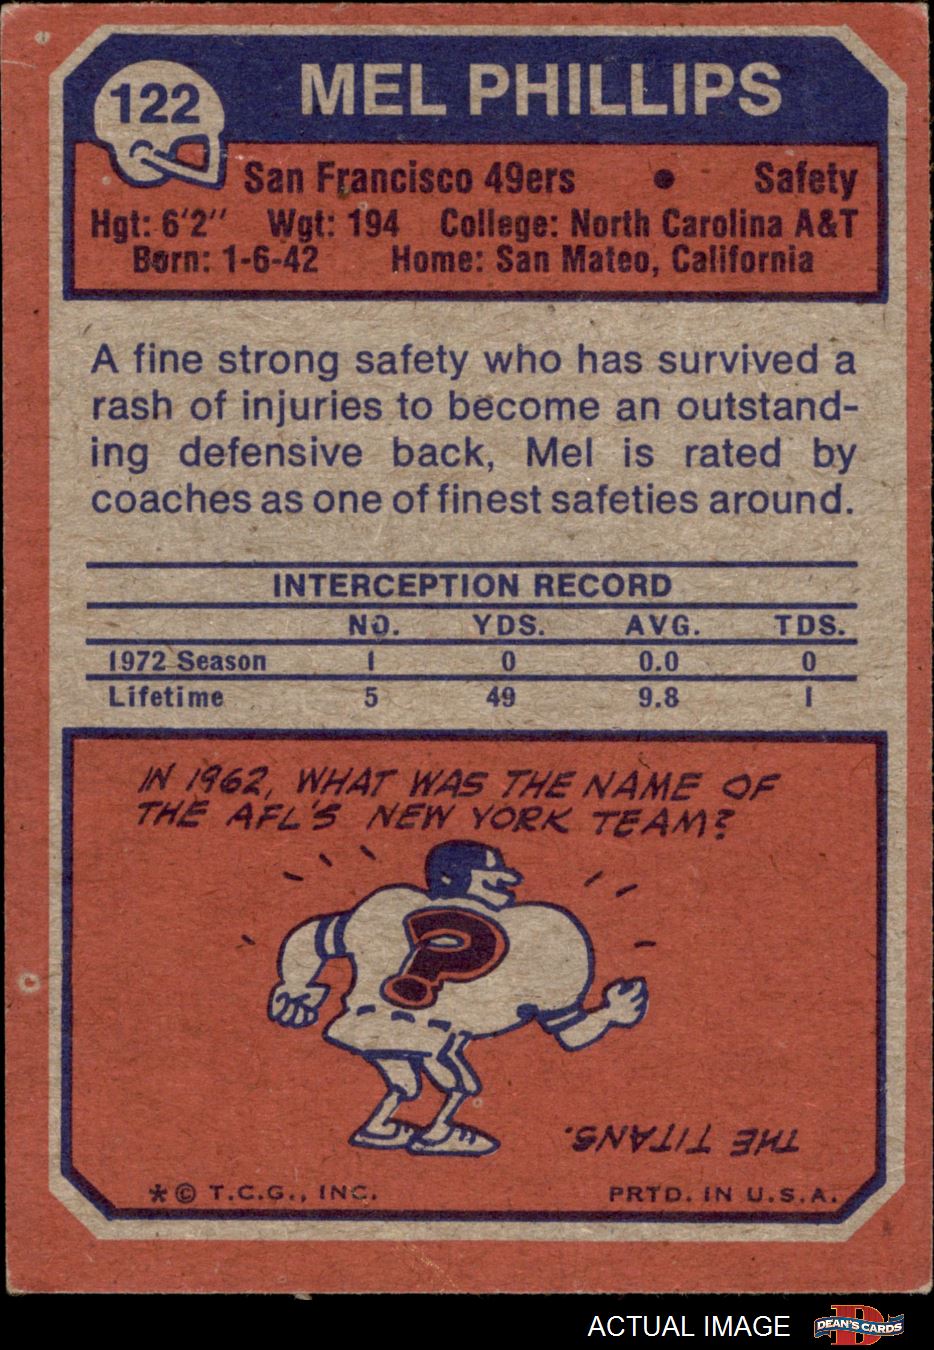 122
MEL PHILLIPS
San Francisco 49ers • Safety
Hgt: 6'2" Wgt: 194 College: North Carolina A&T
Born: 1-6-42 Home: San Mateo, California
A fine strong safety who has survived a
rash of injuries to become an outstand-
ing defensive back, Mel is rated by
coaches as one of finest safeties around.
INTERCEPTION RECORD
NO. YDS. AVG. TDS.
1972 Season 1 0 0.0 0
Lifetime 5 49 9.8 1
IN 1962, WHAT WAS THE NAME OF
THE AFL'S NEW YORK TEAM?
?
THE TITANS.
* © T.C.G., INC. PRTD. IN U.S.A.
ACTUAL IMAGE D DEAN'S CARDS